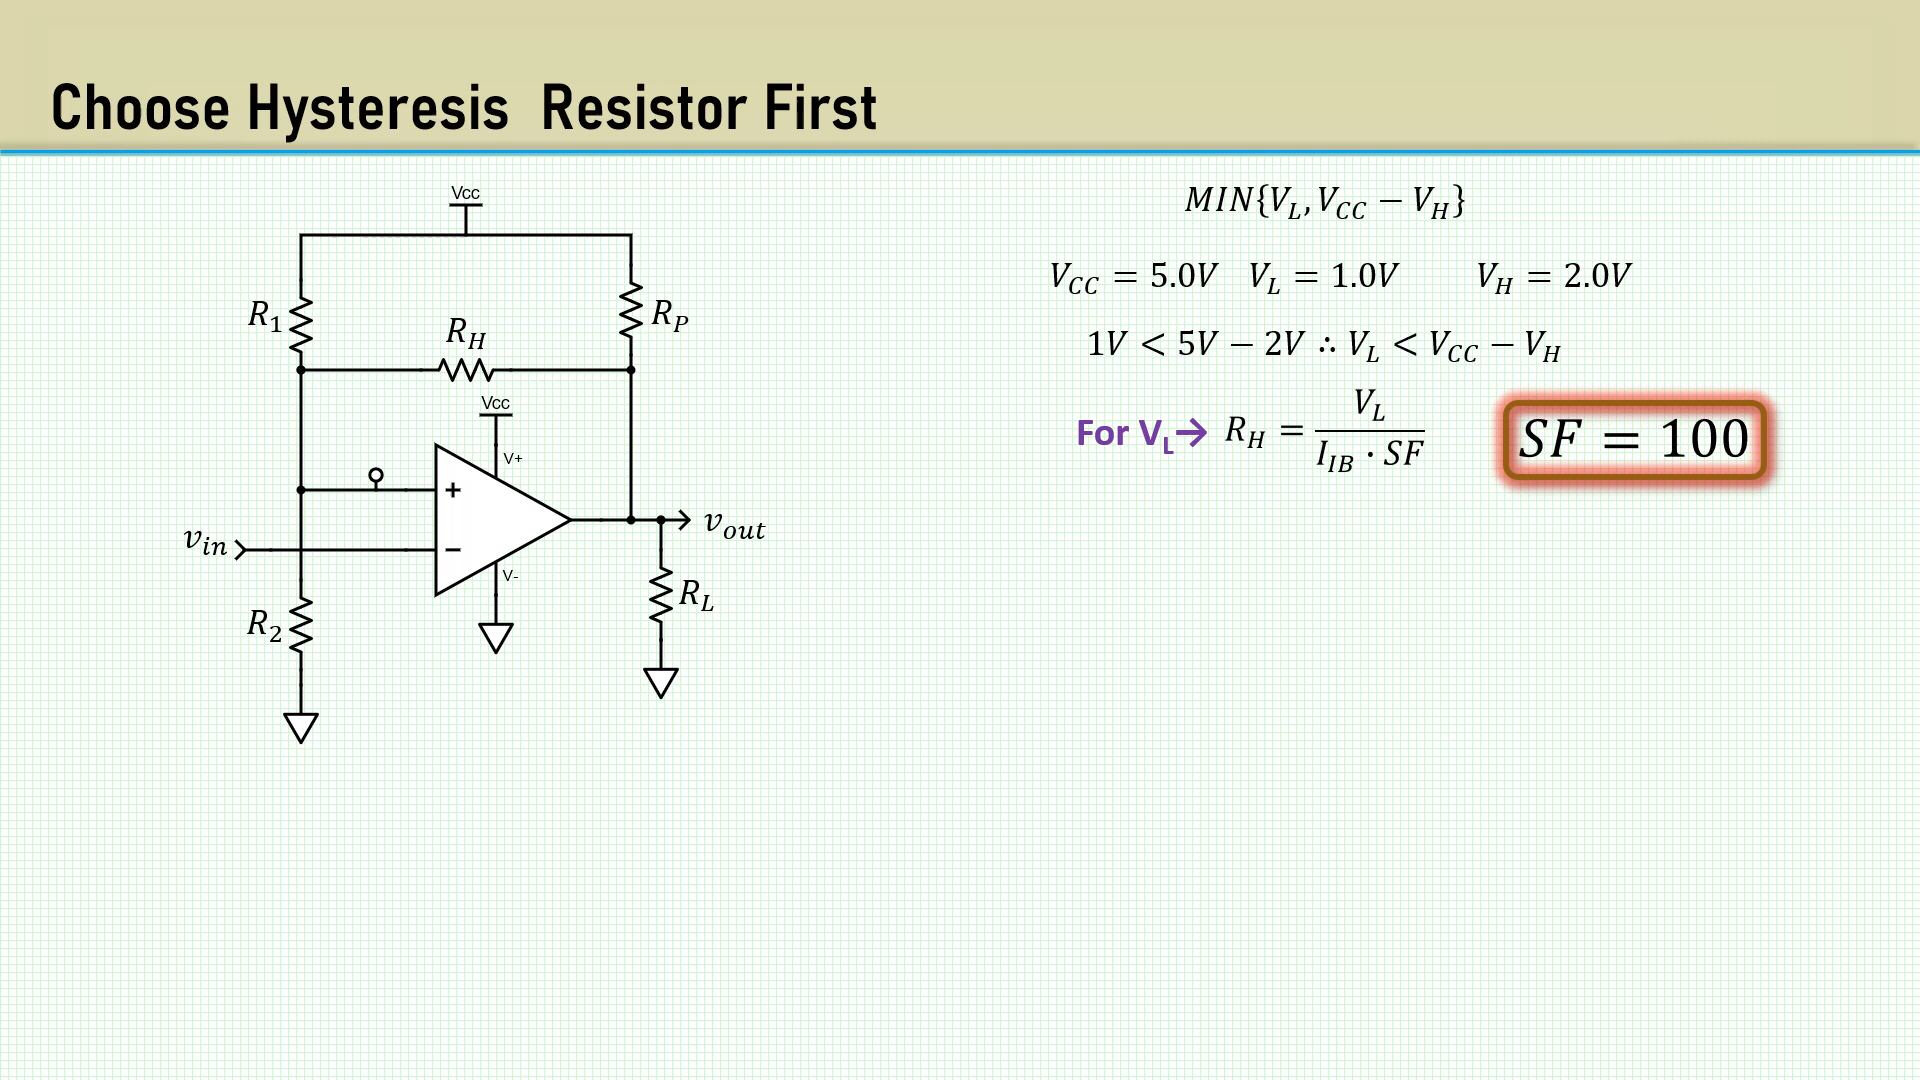 Choose Hysteresis Resistor First
Vcc
R₁
R_H
R_P
Vcc
V+
+
v_in
−
V-
v_out
R₂
R_L
MIN{V_L, V_CC − V_H}
V_CC = 5.0V V_L = 1.0V V_H = 2.0V
1V < 5V − 2V ∴ V_L < V_CC − V_H
For V_L→ R_H = V_L / (I_IB · SF)
SF = 100